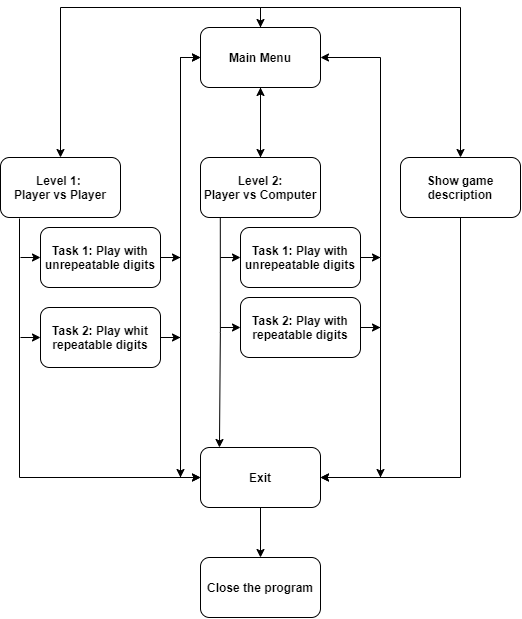 Main Menu
Level 1:
Player vs Player
Level 2:
Player vs Computer
Show game
description
Task 1: Play with
unrepeatable digits
Task 2: Play whit
repeatable digits
Task 1: Play with
unrepeatable digits
Task 2: Play with
repeatable digits
Exit
Close the program